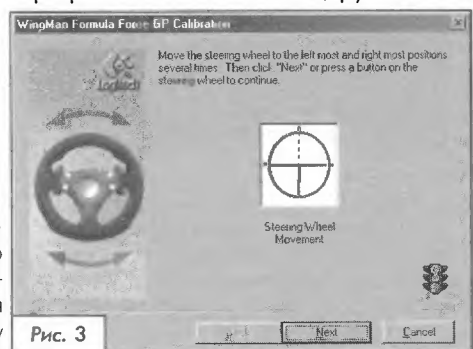 WingMan Formula Force GP Calibration
Move the steering wheel to the left most and right most positions
several times. Then click "Next" or press a button on the
steering wheel to continue.
Logitech
Steering Wheel
Movement
Next
Cancel
Рис. 3